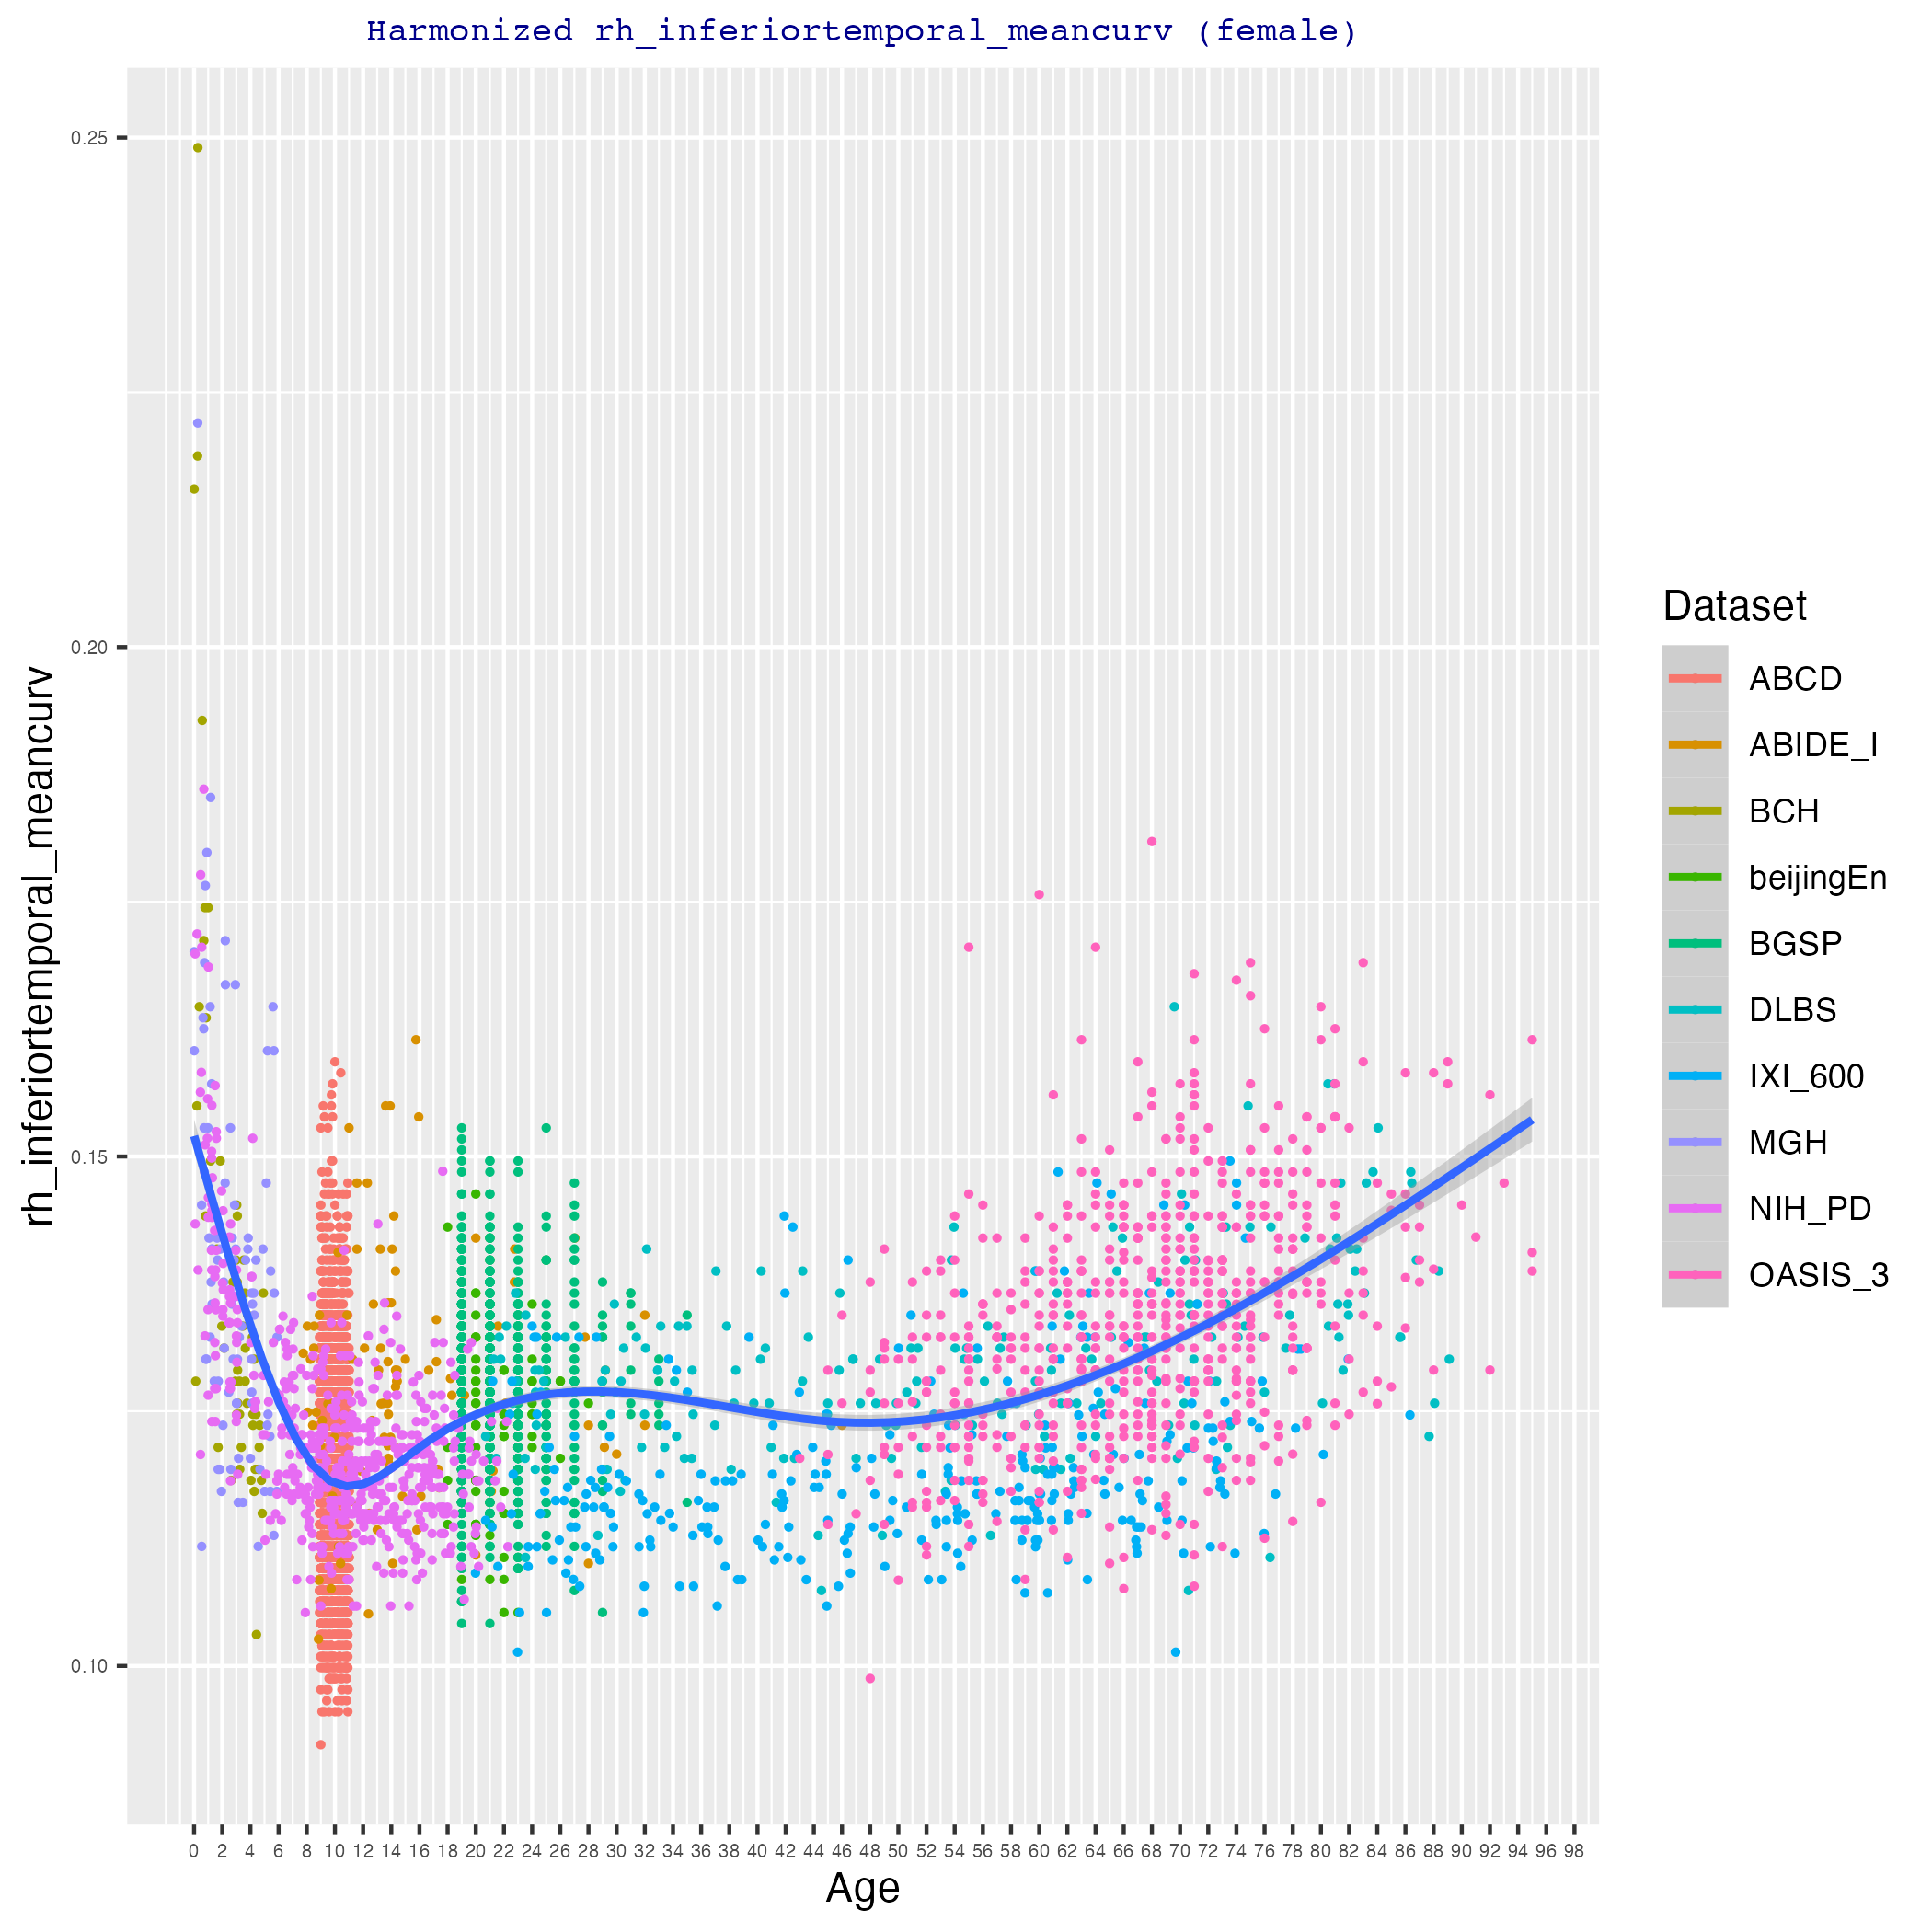 Harmonized rh_inferiortemporal_meancurv (female)
rh_inferiortemporal_meancurv
0.25
0.20
0.15
0.10
0 2 4 6 8 10 12 14 16 18 20 22 24 26 28 30 32 34 36 38 40 42 44 46 48 50 52 54 56 58 60 62 64 66 68 70 72 74 76 78 80 82 84 86 88 90 92 94 96 98
Age
Dataset
ABCD
ABIDE_I
BCH
beijingEn
BGSP
DLBS
IXI_600
MGH
NIH_PD
OASIS_3